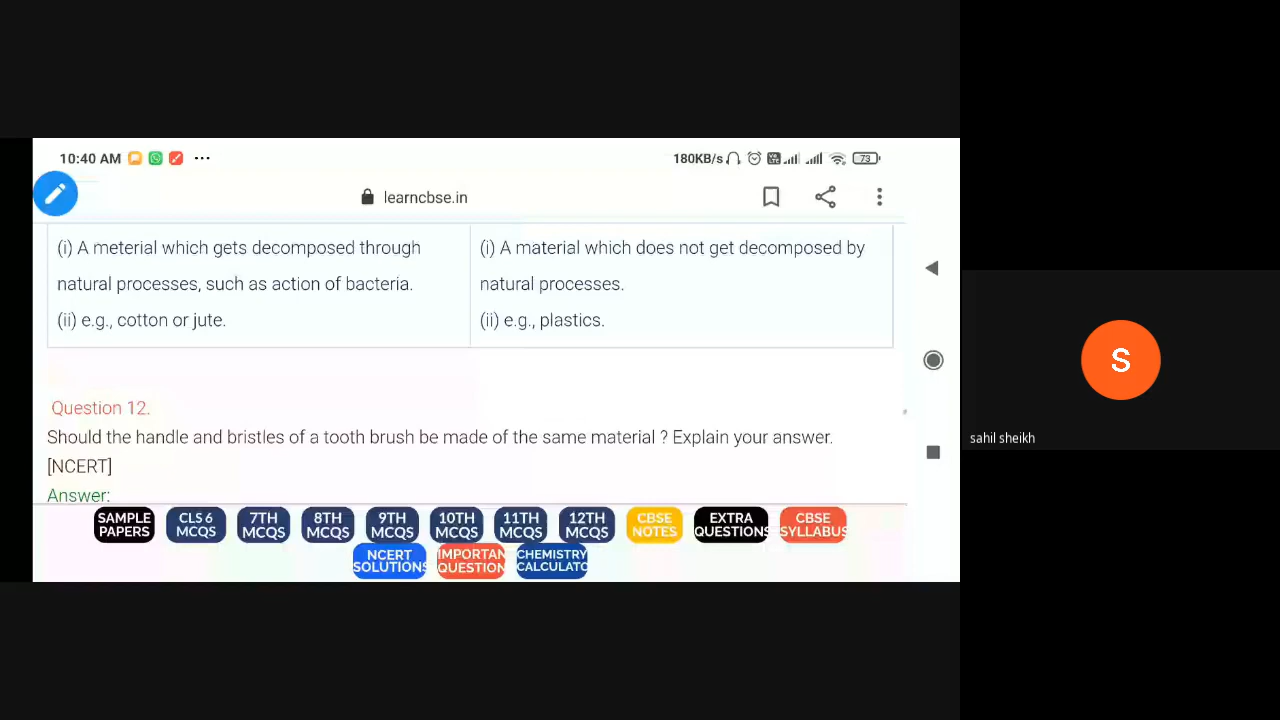 10:40 AM
180KB/s
73
learncbse.in
(i) A meterial which gets decomposed through
natural processes, such as action of bacteria.
(ii) e.g., cotton or jute.
(i) A material which does not get decomposed by
natural processes.
(ii) e.g., plastics.
Question 12.
Should the handle and bristles of a tooth brush be made of the same material ? Explain your answer.
[NCERT]
Answer:
SAMPLE
PAPERS
CLS 6
MCQS
7TH
MCQS
8TH
MCQS
9TH
MCQS
10TH
MCQS
11TH
MCQS
12TH
MCQS
CBSE
NOTES
EXTRA
QUESTIONS
CBSE
SYLLABUS
NCERT
SOLUTIONS
IMPORTAN
QUESTION
CHEMISTRY
CALCULATO
S
sahil sheikh